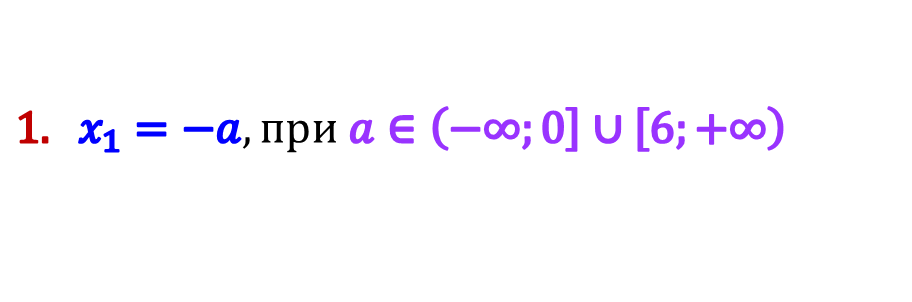 1. x₁ = −a, при a ∈ (−∞; 0] ∪ [6; +∞)